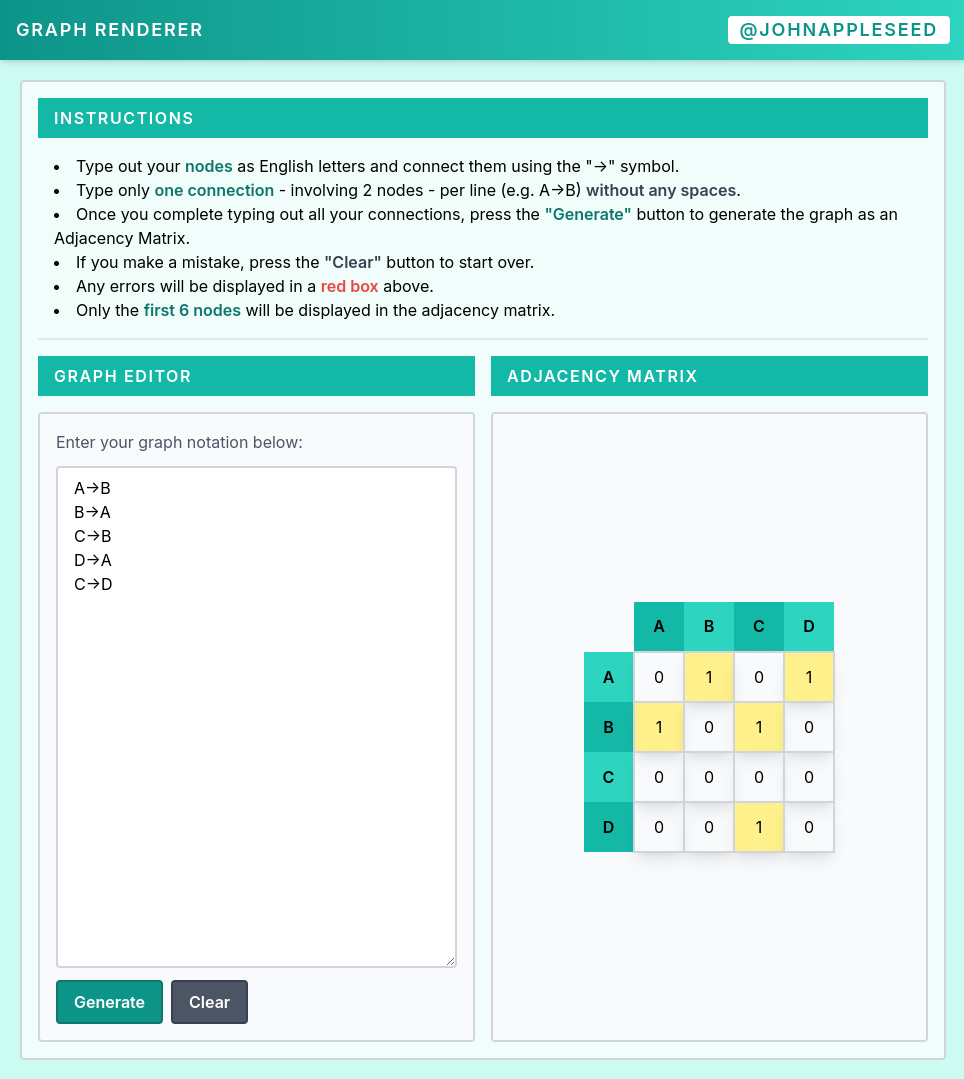 GRAPH RENDERER
@JOHNAPPLESEED
INSTRUCTIONS
• Type out your nodes as English letters and connect them using the "→" symbol.
• Type only one connection - involving 2 nodes - per line (e.g. A→B) without any spaces.
• Once you complete typing out all your connections, press the "Generate" button to generate the graph as an
Adjacency Matrix.
• If you make a mistake, press the "Clear" button to start over.
• Any errors will be displayed in a red box above.
• Only the first 6 nodes will be displayed in the adjacency matrix.
GRAPH EDITOR
Enter your graph notation below:
A→B
B→A
C→B
D→A
C→D
Generate
Clear
ADJACENCY MATRIX
A B C D
A 0 1 0 1
B 1 0 1 0
C 0 0 0 0
D 0 0 1 0